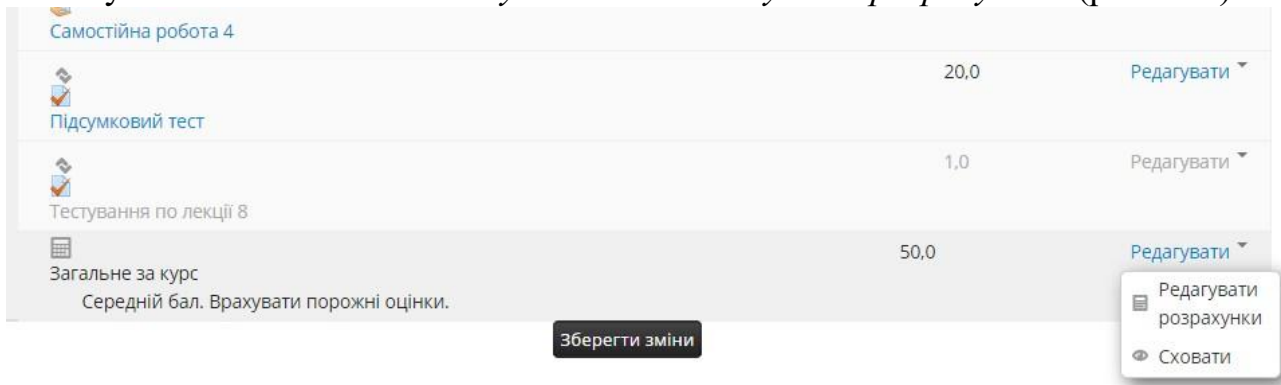 Самостійна робота 4
20,0 Редагувати
Підсумковий тест
1,0 Редагувати
Тестування по лекції 8
50,0 Редагувати
Загальне за курс
Середній бал. Врахувати порожні оцінки.
Редагувати
розрахунки
Зберегти зміни
Сховати